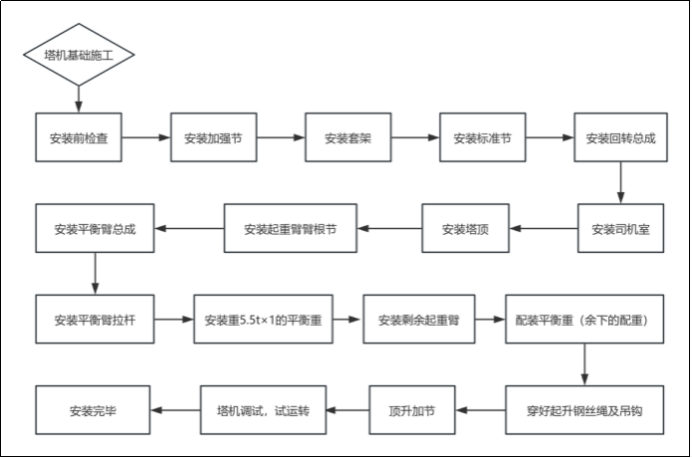 塔机基础施工
安装前检查
安装加强节
安装套架
安装标准节
安装回转总成
安装司机室
安装塔顶
安装起重臂臂根节
安装平衡臂总成
安装平衡臂拉杆
安装重5.5t×1的平衡重
安装剩余起重臂
配装平衡重（余下的配重）
穿好起升钢丝绳及吊钩
顶升加节
塔机调试，试运转
安装完毕